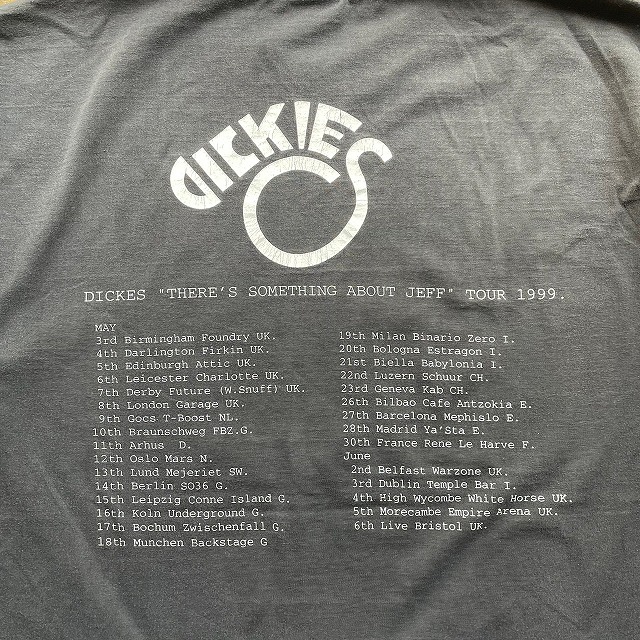 DICKIES
DICKES "THERE'S SOMETHING ABOUT JEFF" TOUR 1999.
MAY
3rd Birmingham Foundry UK.
4th Darlington Firkin UK.
5th Edinburgh Attic UK.
6th Leicester Charlotte UK.
7th Derby Future (W.Snuff) UK.
8th London Garage UK.
9th Gocs T-Boost NL.
10th Braunschweg FBZ.G.
11th Arhus D.
12th Oslo Mars N.
13th Lund Mejeriet SW.
14th Berlin SO36 G.
15th Leipzig Conne Island G.
16th Koln Underground G.
17th Bochum Zwischenfall G.
18th Munchen Backstage G
19th Milan Binario Zero I.
20th Bologna Estragon I.
21st Biella Babylonia I.
22nd Luzern Schuur CH.
23rd Geneva Kab CH.
26th Bilbao Cafe Antzokia E.
27th Barcelona Mephislo E.
28th Madrid Ya'Sta E.
30th France Rene Le Harve F.
June
2nd Belfast Warzone UK.
3rd Dublin Temple Bar I.
4th High Wycombe White Horse UK.
5th Morecambe Empire Arena UK.
6th Live Bristol UK.